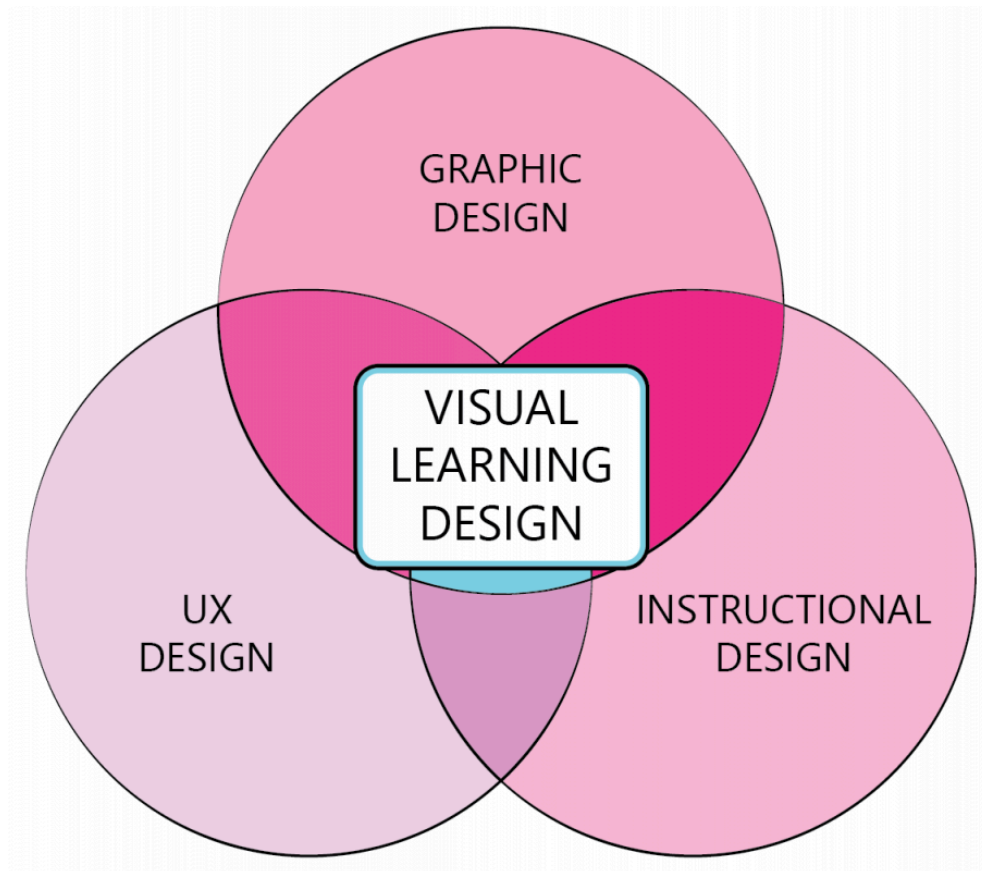 GRAPHIC
DESIGN
VISUAL
LEARNING
DESIGN
UX
DESIGN
INSTRUCTIONAL
DESIGN